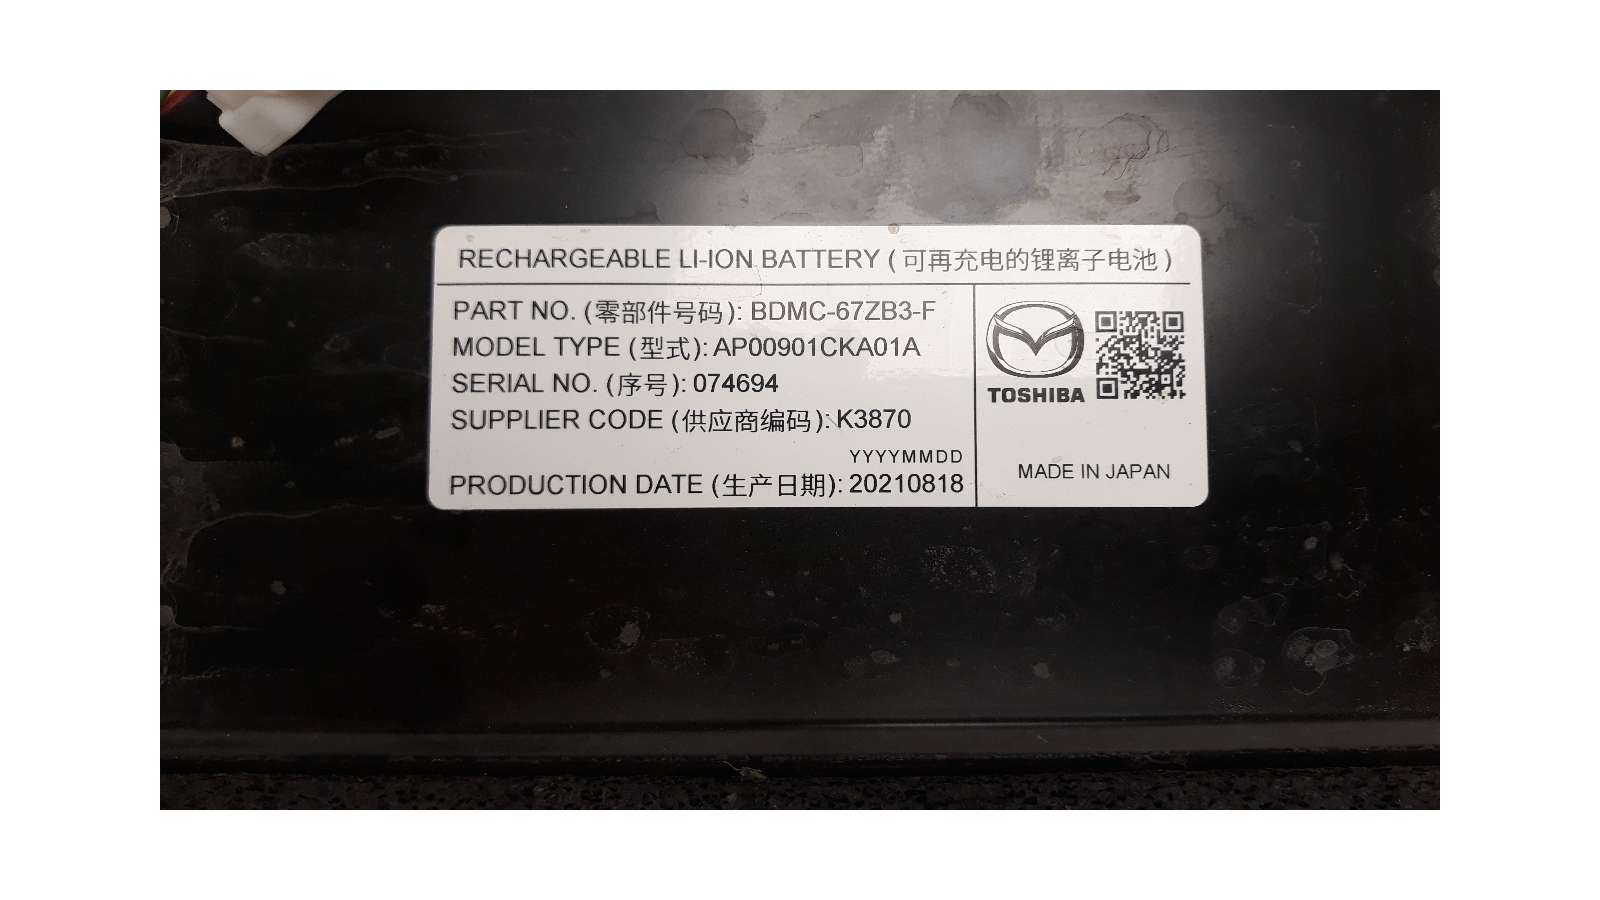 RECHARGEABLE LI-ION BATTERY (可再充电的锂离子电池)
PART NO. (零部件号码): BDMC-67ZB3-F
MODEL TYPE (型式): AP00901CKA01A
SERIAL NO. (序号): 074694
SUPPLIER CODE (供应商编码): K3870
YYYYMMDD
PRODUCTION DATE (生产日期): 20210818
TOSHIBA
MADE IN JAPAN